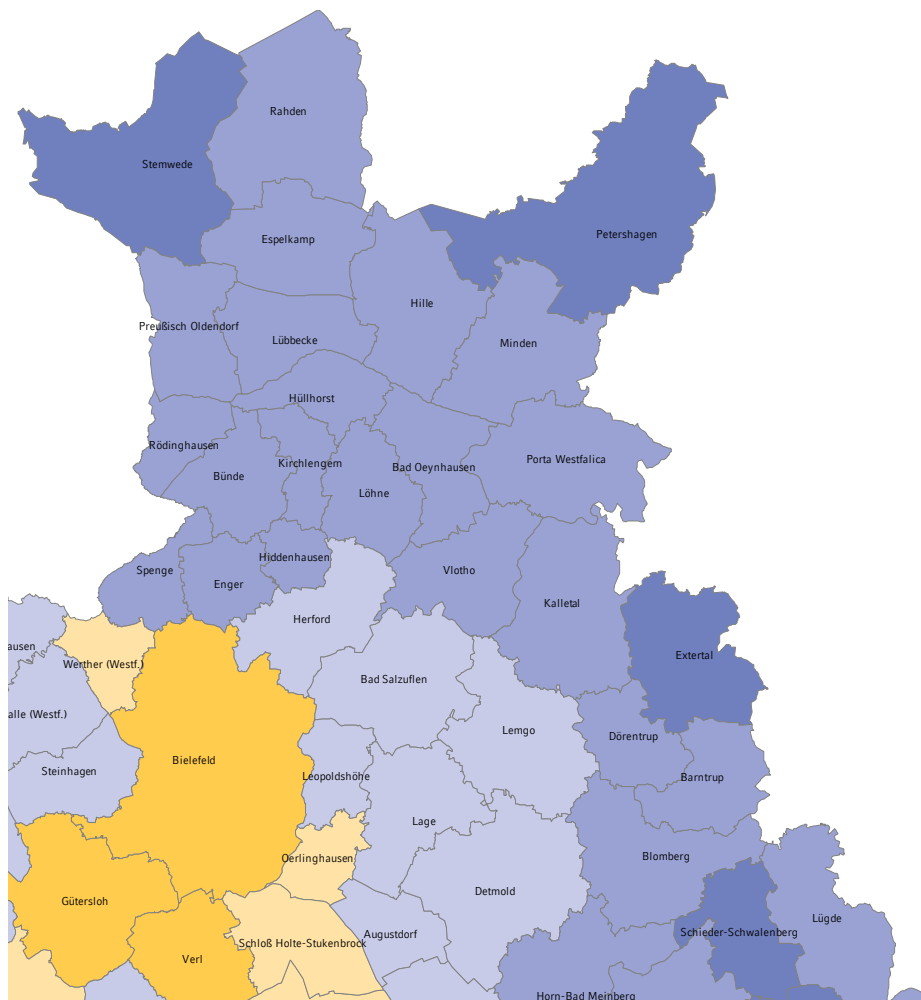 Rahden
Stemwede
Petershagen
Espelkamp
Hille
Preußisch Oldendorf
Lübbecke
Minden
Hüllhorst
Rödinghausen
Porta Westfalica
Kirchlengern
Bad Oeynhausen
Bünde
Löhne
Hiddenhausen
Spenge
Vlotho
Enger
Kalletal
Herford
ausen
Extertal
Werther (Westf.)
Bad Salzuflen
alle (Westf.)
Lemgo
Dörentrup
Bielefeld
Steinhagen
Leopoldshöhe
Barntrup
Lage
Oerlinghausen
Blomberg
Detmold
Gütersloh
Lügde
Augustdorf
Schieder-Schwalenberg
Schloß Holte-Stukenbrock
Verl
Horn-Bad Meinberg